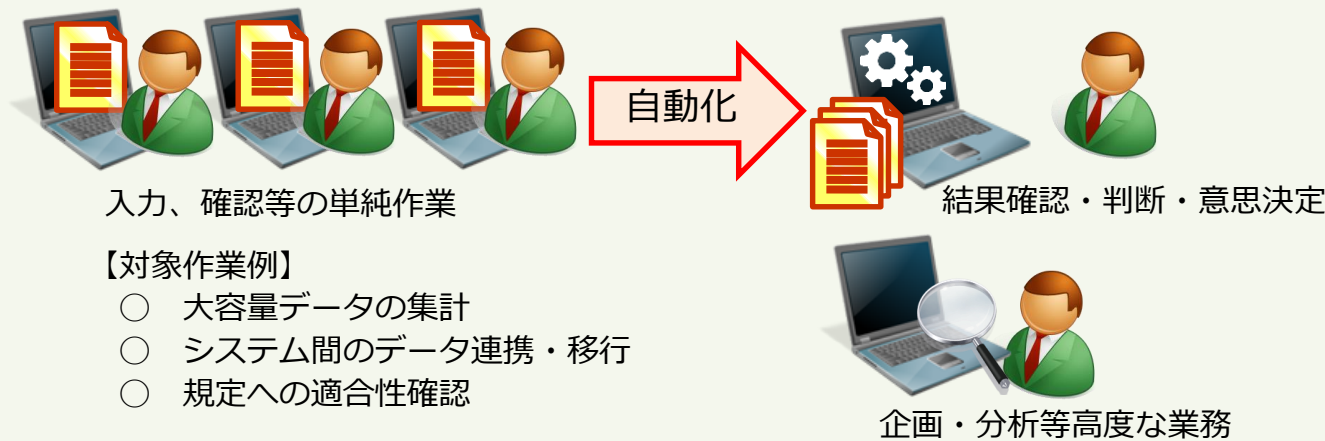 自動化
入力、確認等の単純作業
結果確認・判断・意思決定
【対象作業例】
○ 大容量データの集計
○ システム間のデータ連携・移行
○ 規定への適合性確認
企画・分析等高度な業務